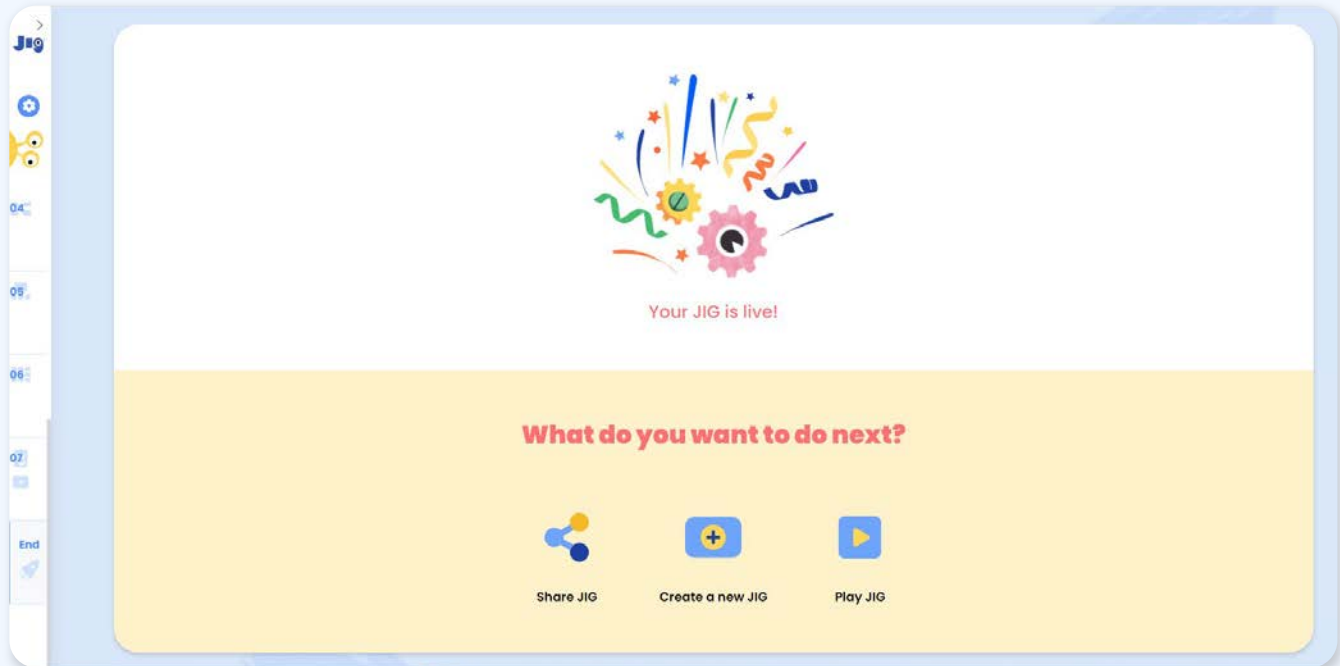 JIG
04
05
06
07
End
Your JIG is live!
What do you want to do next?
Share JIG
Create a new JIG
Play JIG